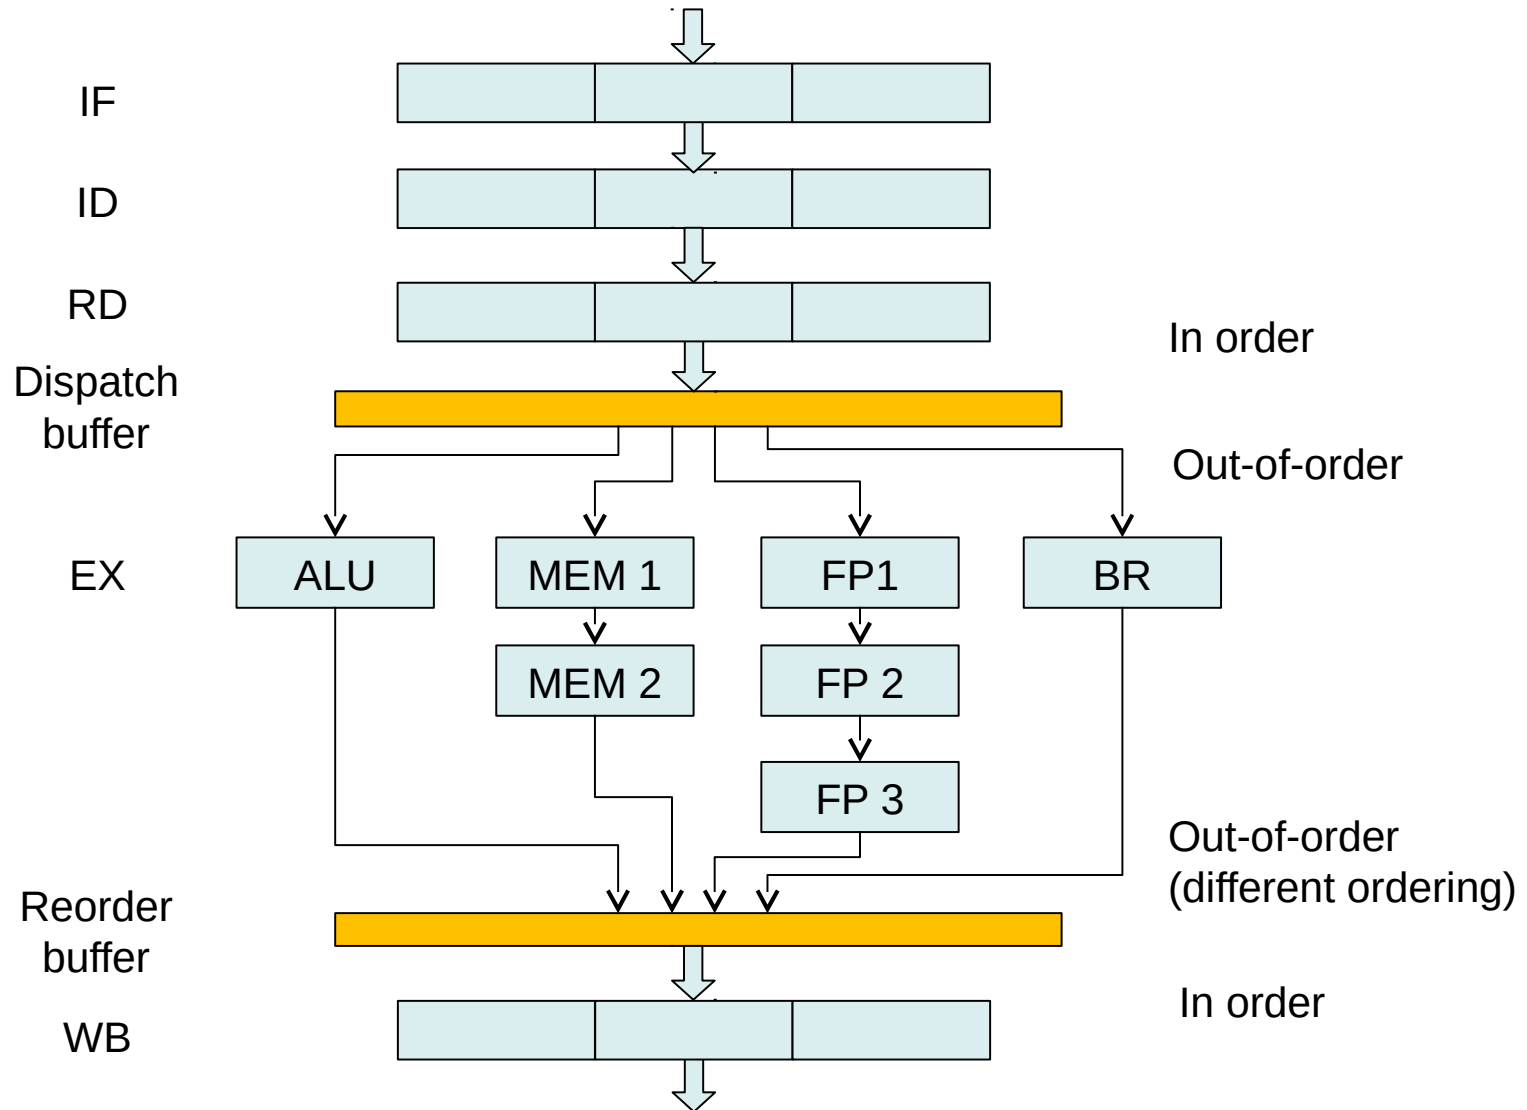 IF
ID
RD
In order
Dispatch
buffer
Out-of-order
EX
ALU
MEM 1
FP1
BR
MEM 2
FP 2
FP 3
Out-of-order
(different ordering)
Reorder
buffer
In order
WB